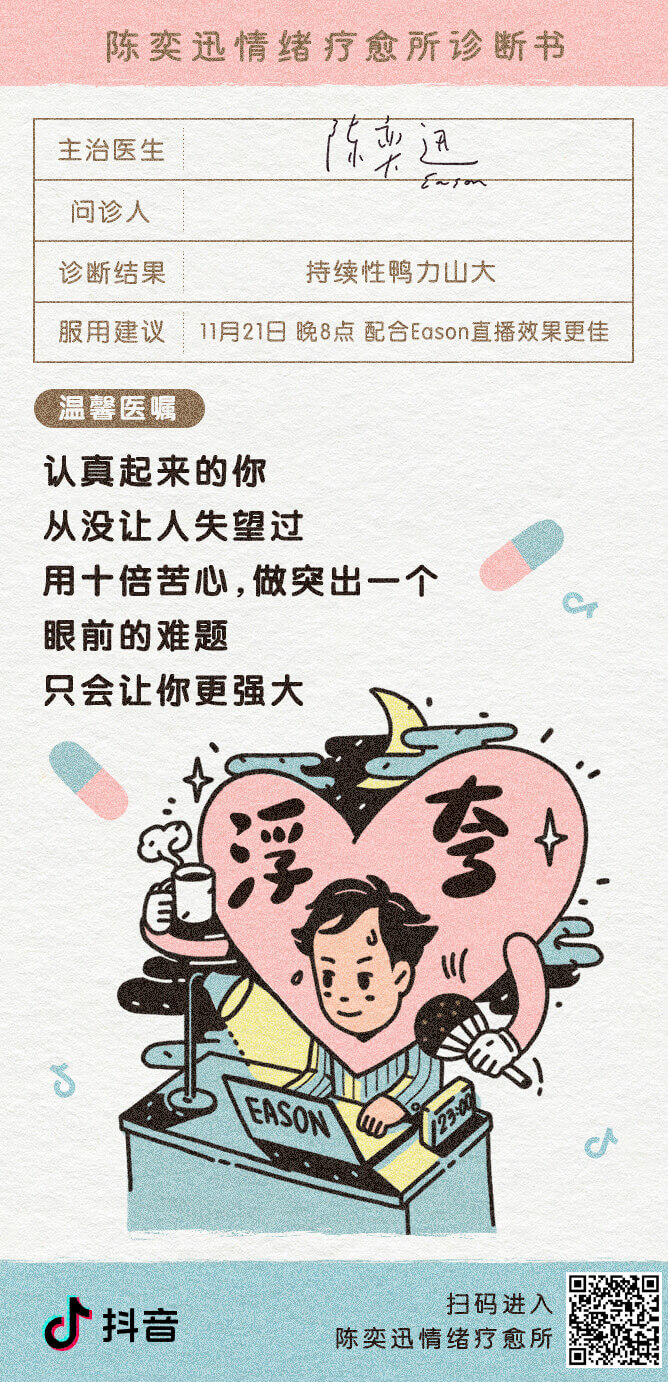 陈奕迅情绪疗愈所诊断书
主治医生 陈奕迅
Eason
问诊人
诊断结果 持续性鸭力山大
服用建议 11月21日 晚8点 配合Eason直播效果更佳
温馨医嘱
认真起来的你
从没让人失望过
用十倍苦心,做突出一个
眼前的难题
只会让你更强大
浮夸
EASON
23:00
抖音
扫码进入
陈奕迅情绪疗愈所